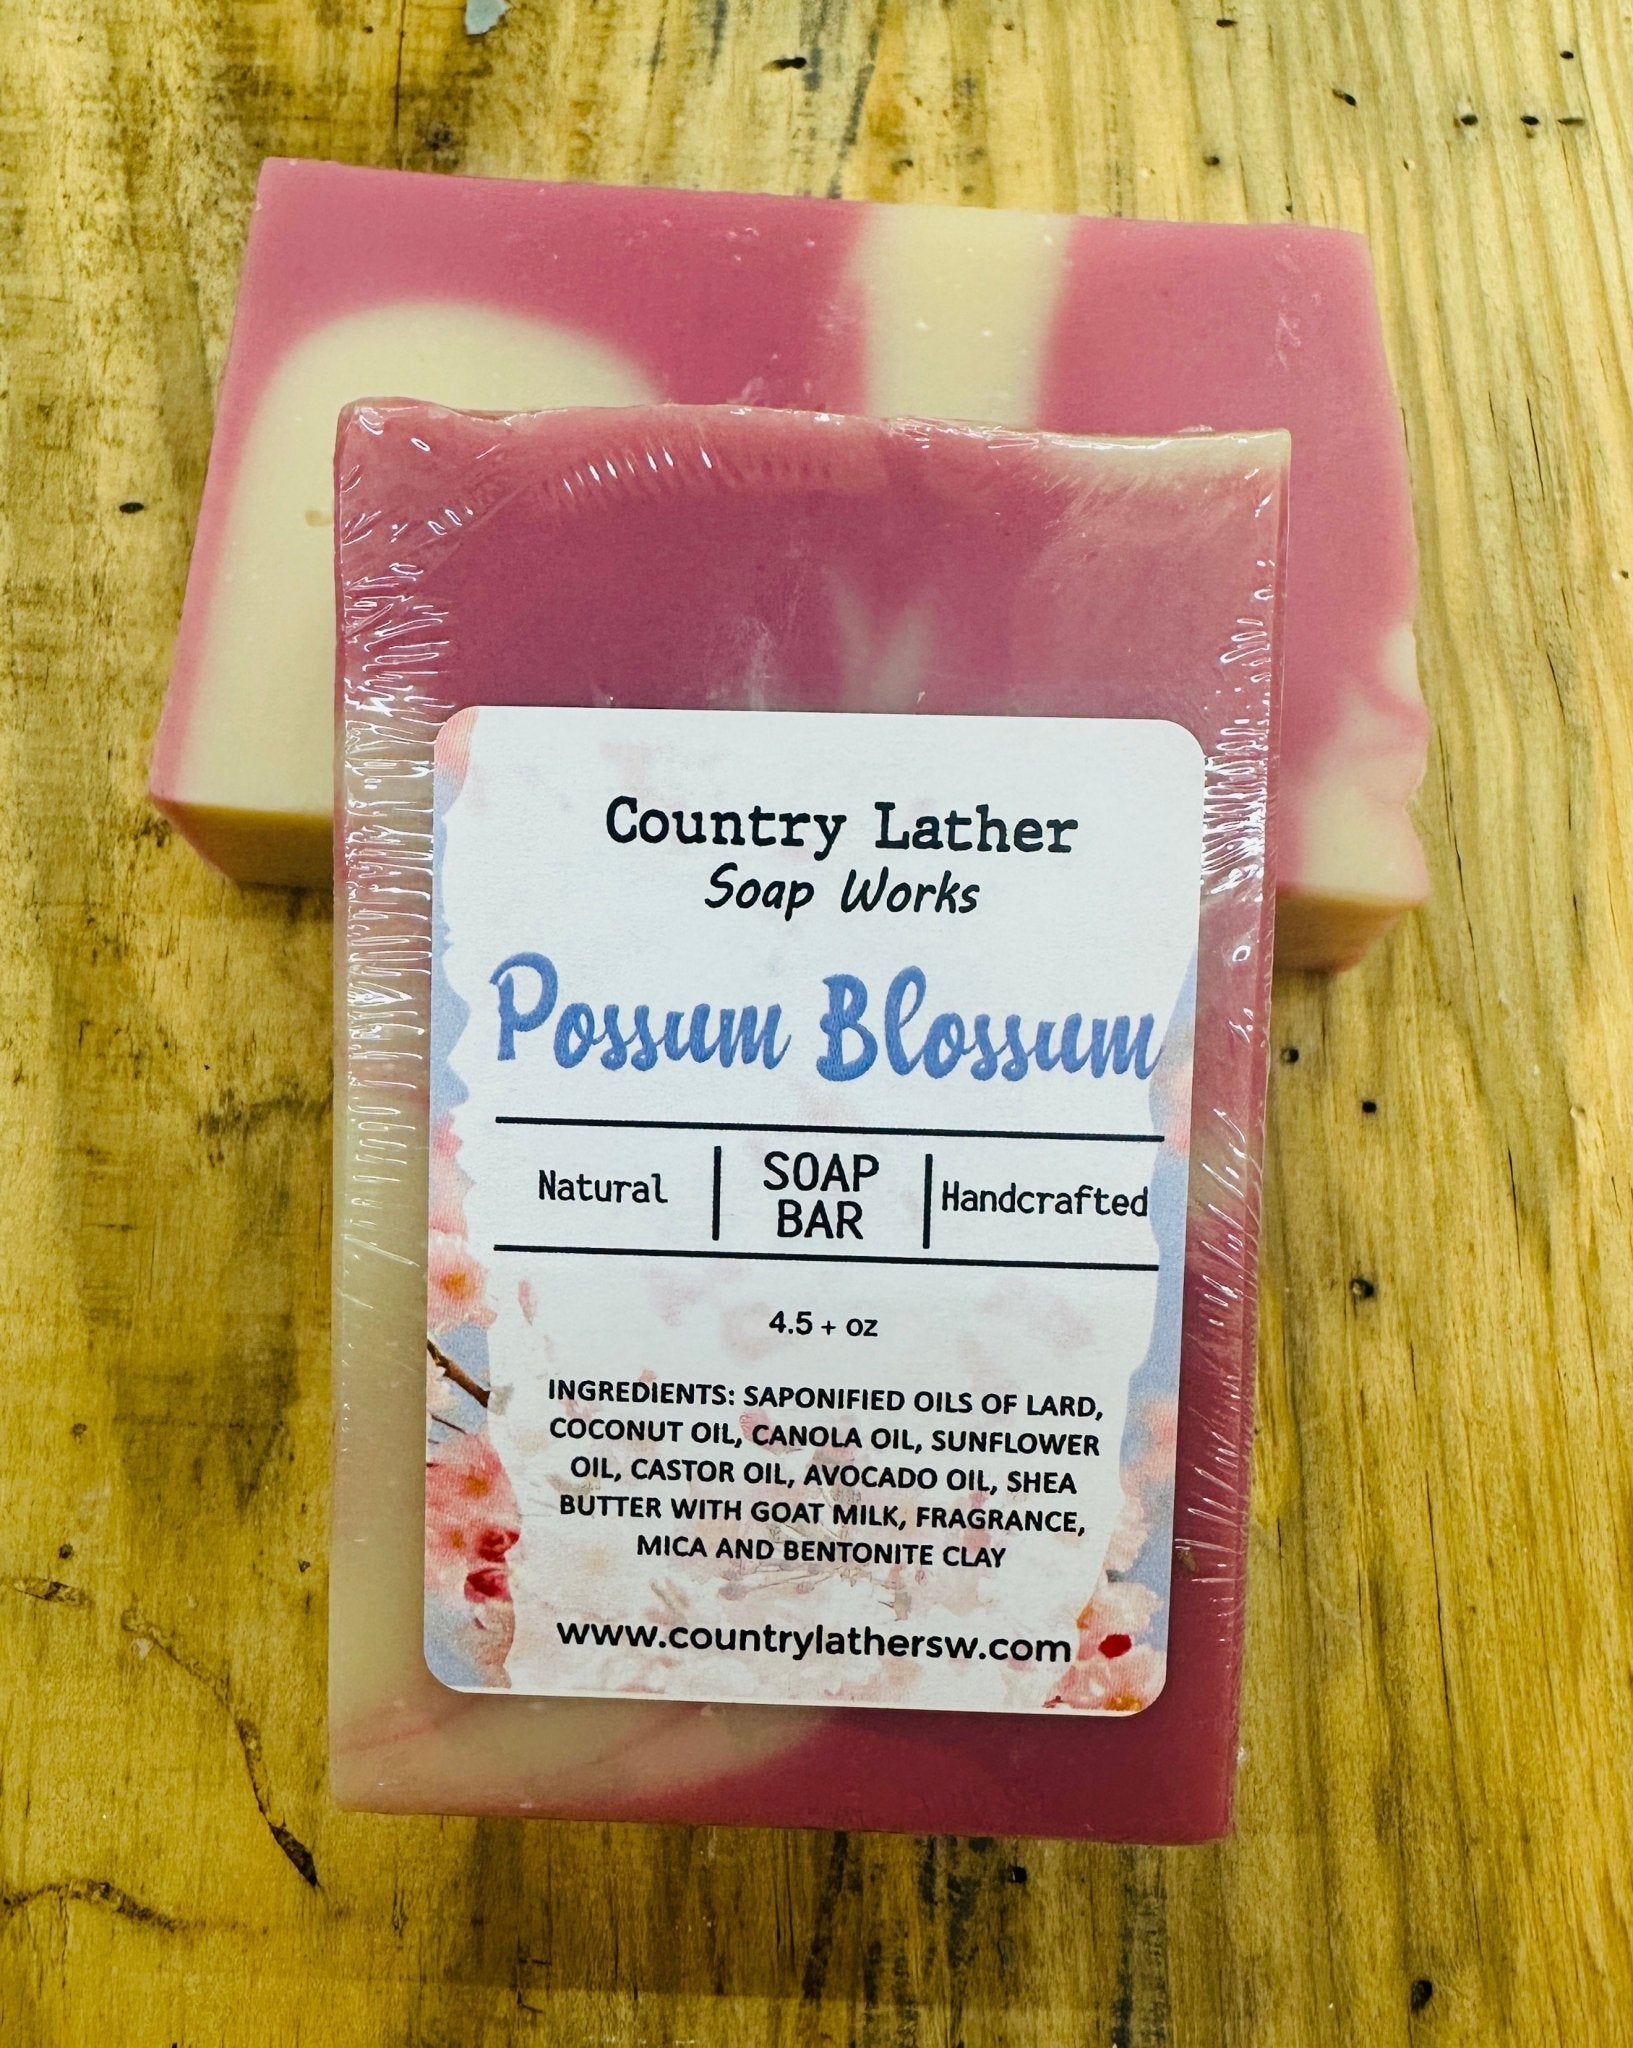 Country Lather
Soap Works
Possum Blossum
Natural
SOAP
BAR
Handcrafted
4.5 + oz
INGREDIENTS: SAPONIFIED OILS OF LARD,
COCONUT OIL, CANOLA OIL, SUNFLOWER
OIL, CASTOR OIL, AVOCADO OIL, SHEA
BUTTER WITH GOAT MILK, FRAGRANCE,
MICA AND BENTONITE CLAY
www.countrylathersw.com